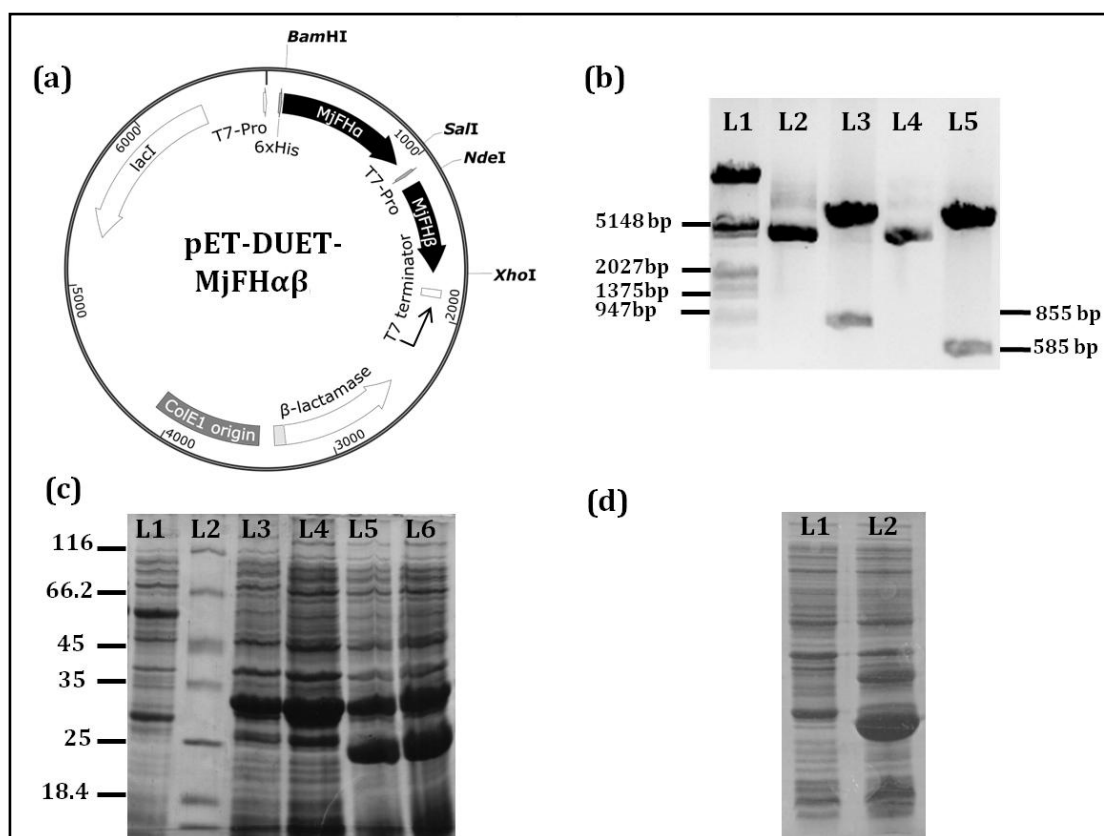 (a)
BamHI
SalI
NdeI
XhoI
T7-Pro
6xHis
MjFHα
T7-Pro
MjFHβ
T7 terminator
β-lactamase
ColE1 origin
lacI
1000
2000
3000
4000
5000
6000
pET-DUET-
MjFHαβ
(b)
L1 L2 L3 L4 L5
5148 bp
2027bp
1375bp
947bp
855 bp
585 bp
(c)
L1 L2 L3 L4 L5 L6
116
66.2
45
35
25
18.4
(d)
L1 L2